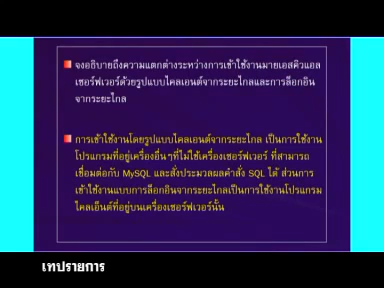 จงอธิบายถึงความแตกต่างระหว่างการเข้าใช้งานมายเอสคิวแอล
เซอร์ฟเวอร์ด้วยรูปแบบไคลเอนต์จากระยะไกลและการล็อกอิน
จากระยะไกล
การเข้าใช้งานโดยรูปแบบไคลเอนต์จากระยะไกล เป็นการใช้งาน
โปรแกรมที่อยู่เครื่องอื่นๆที่ไม่ใช้เครื่องเซอร์ฟเวอร์ ที่สามารถ
เชื่อมต่อกับ MySQL และสั่งประมวลผลคำสั่ง SQL ได้ ส่วนการ
เข้าใช้งานแบบการล็อกอินจากระยะไกลเป็นการใช้งานโปรแกรม
ไคลเอ็นต์ที่อยู่บนเครื่องเซอร์ฟเวอร์นั้น
เทปรายการ